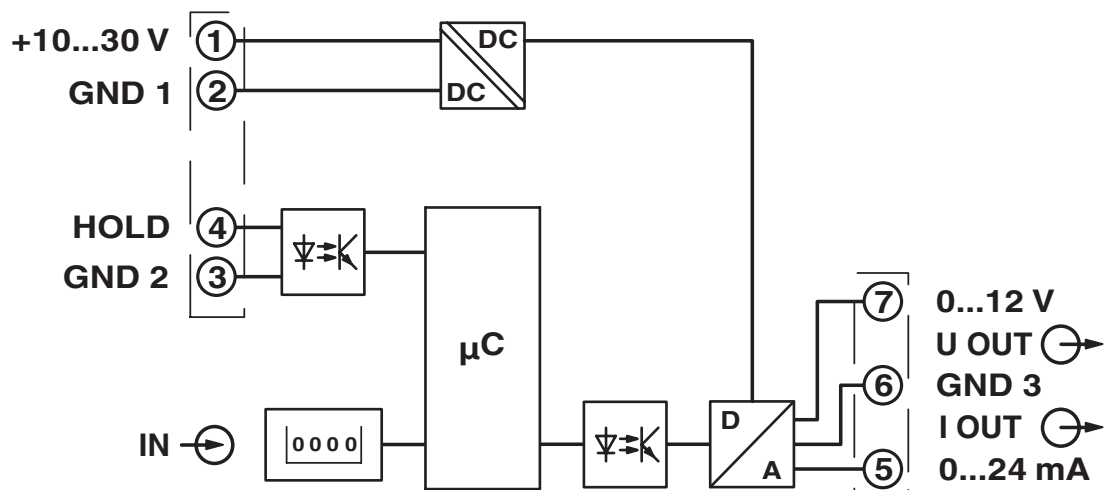 +10...30 V 1 DC
GND 1 2 DC
HOLD 4
GND 2 3
µC
7 0...12 V
U OUT
6 GND 3
D
I OUT
IN 0000
A 5 0...24 mA